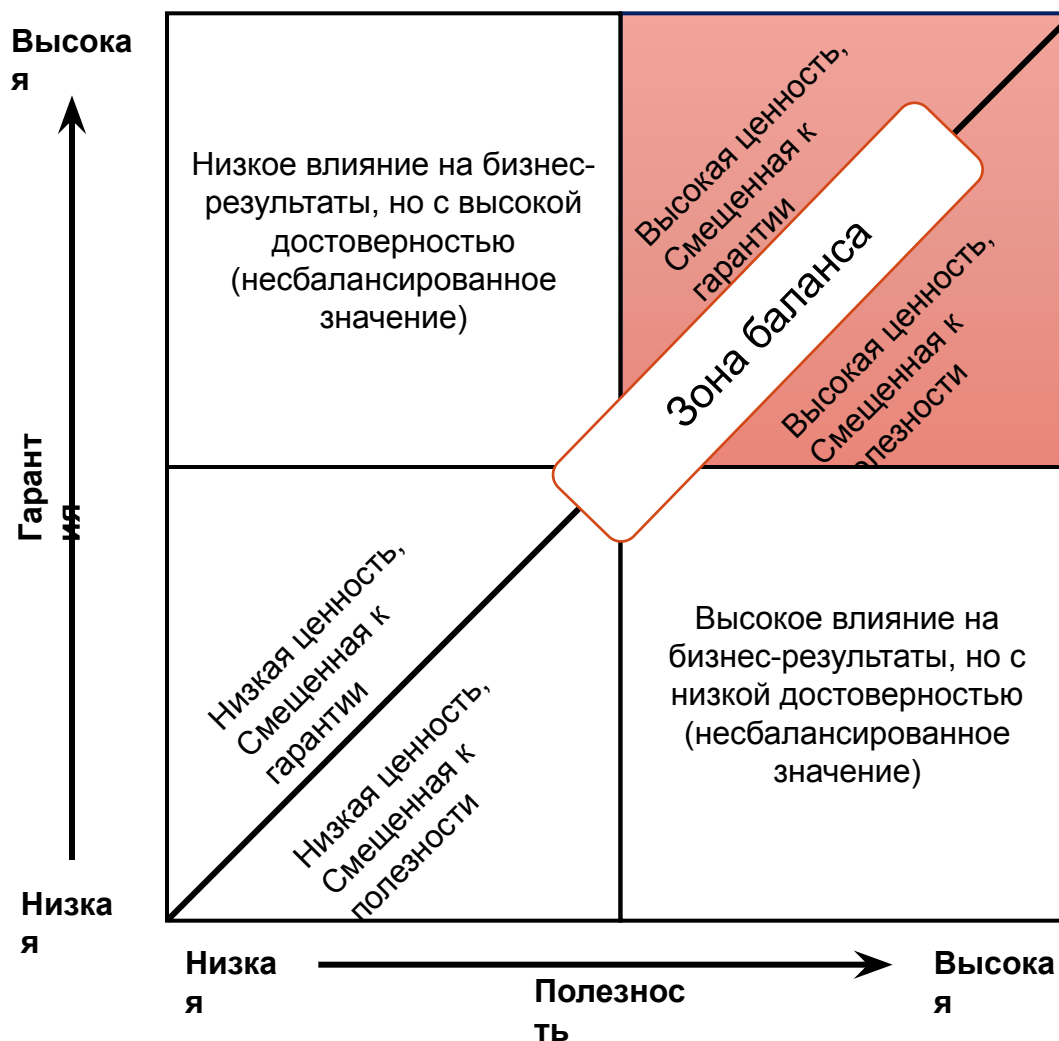 Высока
я
Низкое влияние на бизнес-
результаты, но с высокой
достоверностью
(несбалансированное
значение)
Высокая ценность,
Смещенная к
гарантии
Зона баланса
Высокая ценность,
Смещенная к
полезности
Гарант
ия
Низкая ценность,
Смещенная к
гарантии
Низкая ценность,
Смещенная к
полезности
Высокое влияние на
бизнес-результаты, но с
низкой достоверностью
(несбалансированное
значение)
Низка
я
Низка
я
Полезнос
ть
Высока
я